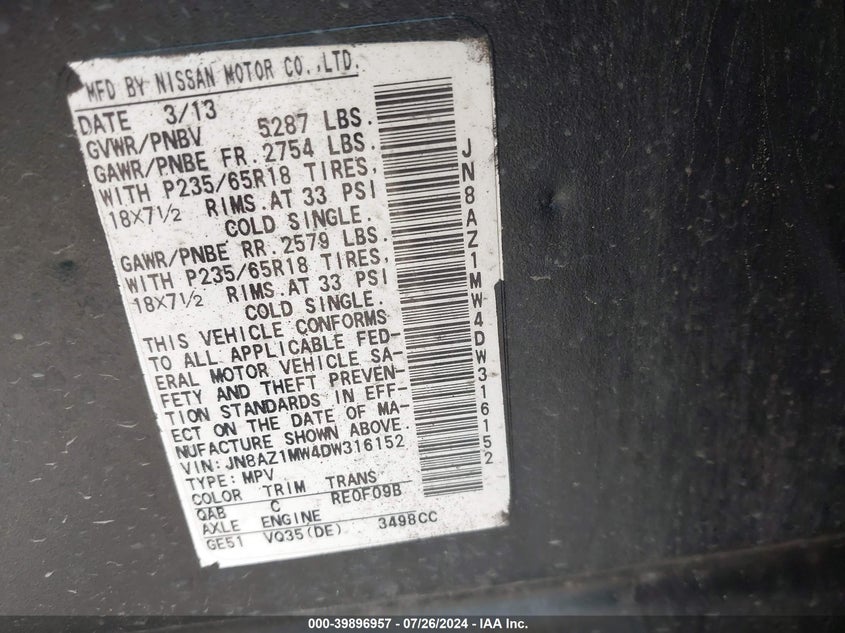 MFD BY NISSAN MOTOR CO.,LTD.
DATE 3/13
GVWR/PNBV 5287 LBS.
GAWR/PNBE FR. 2754 LBS.
WITH P235/65R18 TIRES,
18X7½ RIMS.AT 33 PSI
COLD SINGLE.
GAWR/PNBE RR. 2579 LBS.
WITH P235/65R18 TIRES,
18X7½ RIMS.AT 33 PSI
COLD SINGLE.
THIS VEHICLE CONFORMS
TO ALL APPLICABLE FED-
ERAL MOTOR VEHICLE SA-
FETY AND THEFT PREVEN-
TION STANDARDS IN EFF-
ECT ON THE DATE OF MA-
NUFACTURE SHOWN ABOVE.
VIN: JN8AZ1MW4DW316152
TYPE: MPV
COLOR TRIM TRANS
QAB C RE0F09B
AXLE ENGINE
GE51 VQ35(DE) 3498CC
JN8AZ1MW4DW316152
000-39896957 - 07/26/2024 - IAA Inc.